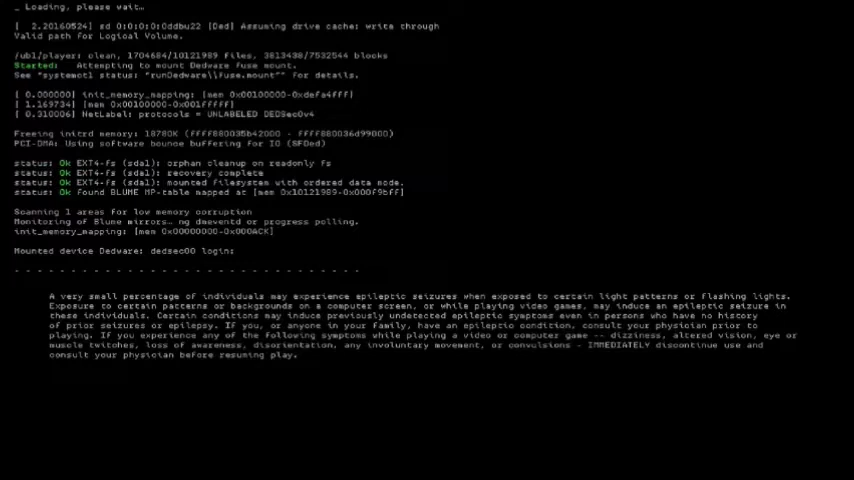 _ Loading, please wait…
[ 2.20160524] sd 0:0:0:0:0ddbu22 [Ded] Assuming drive cache: write through
Valid path for Logical Volume.
/ub1/player: clean, 1704684/10121989 files, 3813438/7532544 blocks
Started: Attempting to mount Dedware fuse mount.
See "systemctl status: "runDedware\\Fuse.mount"" for details.
[ 0.000000] init_memory_mapping: [mem 0x00100000-0xdefa4fff]
[ 1.169734] [mem 0x00100000-0x001fffff]
[ 0.310006] NetLabel: protocols = UNLABELED DEDSecOv4
Freeing initrd memory: 18780K (ffff880035b42000 - ffff880036d99000)
PCI-DMA: Using software bounce buffering for IO (SFDed)
status: Ok EXT4-fs (sda1): orphan cleanup on readonly fs
status: Ok EXT4-fs (sda1): recovery complete
status: Ok EXT4-fs (sda1): mounted filesystem with ordered data mode.
status: Ok found BLUME MP-table mapped at [mem 0x10121989-0x000f9bff]
Scanning 1 areas for low memory corruption
Monitoring of Blume mirrors… ng dmeventd or progress polling.
init_memory_mapping: [mem 0x00000000-0x000ACK]
Mounted device Dedware: dedsec00 login:
- - - - - - - - - - - - - - - - - - - - - - - - - - - - - -
A very small percentage of individuals may experience epileptic seizures when exposed to certain light patterns or flashing lights.
Exposure to certain patterns or backgrounds on a computer screen, or while playing video games, may induce an epileptic seizure in
these individuals. Certain conditions may induce previously undetected epileptic symptoms even in persons who have no history
of prior seizures or epilepsy. If you, or anyone in your family, have an epileptic condition, consult your physician prior to
playing. If you experience any of the following symptoms while playing a video or computer game -- dizziness, altered vision, eye or
muscle twitches, loss of awareness, disorientation, any involuntary movement, or convulsions - IMMEDIATELY discontinue use and
consult your physician before resuming play.